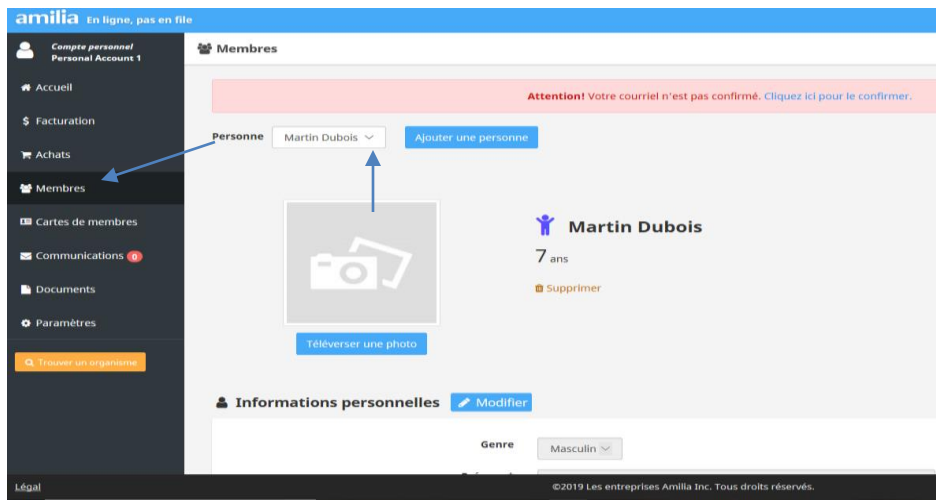 amilia En ligne, pas en file
Compte personnel
Personal Account 1
Accueil
$ Facturation
Achats
Membres
Cartes de membres
Communications 0
Documents
Paramètres
Trouver un organisme
Membres
Attention! Votre courriel n'est pas confirmé. Cliquez ici pour le confirmer.
Personne Martin Dubois Ajouter une personne
Martin Dubois
7 ans
Supprimer
Téléverser une photo
Informations personnelles Modifier
Genre Masculin
Légal ©2019 Les entreprises Amilia Inc. Tous droits réservés.